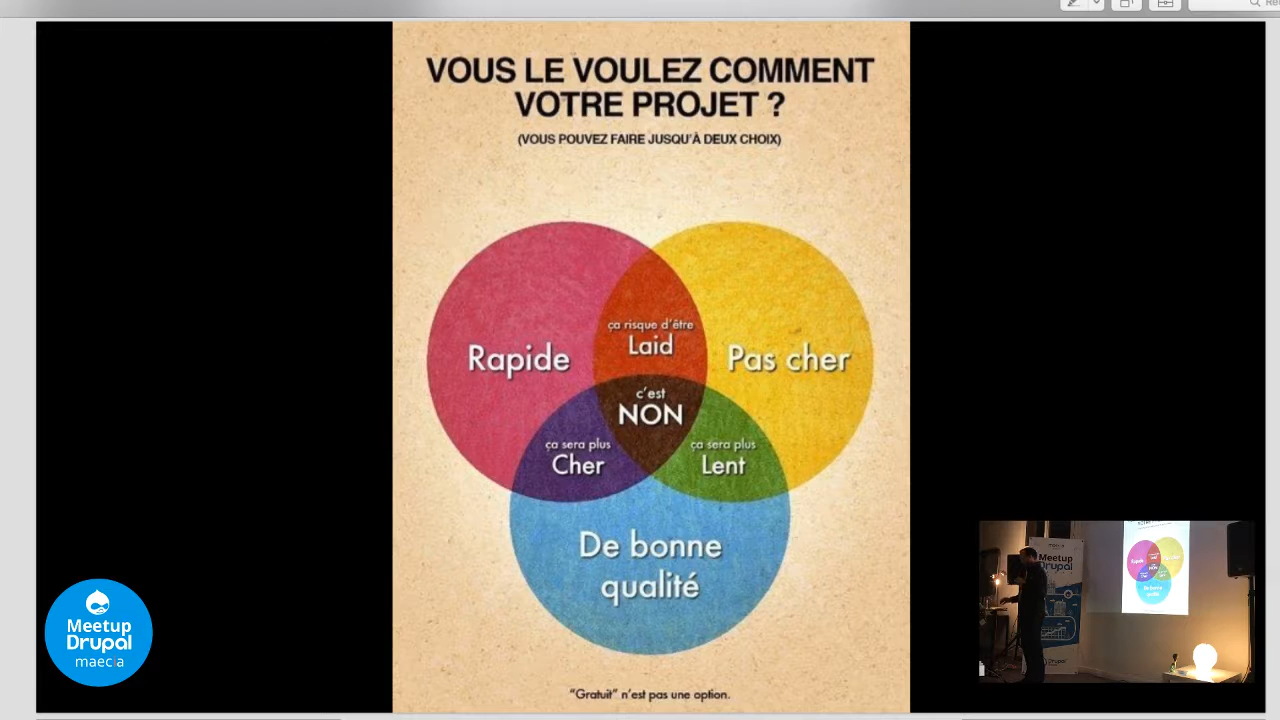 VOUS LE VOULEZ COMMENT
VOTRE PROJET ?
(VOUS POUVEZ FAIRE JUSQU'À DEUX CHOIX)
ça risque d'être
Laid
Rapide
Pas cher
c'est
NON
ça sera plus
Cher
ça sera plus
Lent
De bonne
qualité
"Gratuit" n'est pas une option.
Meetup
Drupal
maecia
Meetup
Drupal